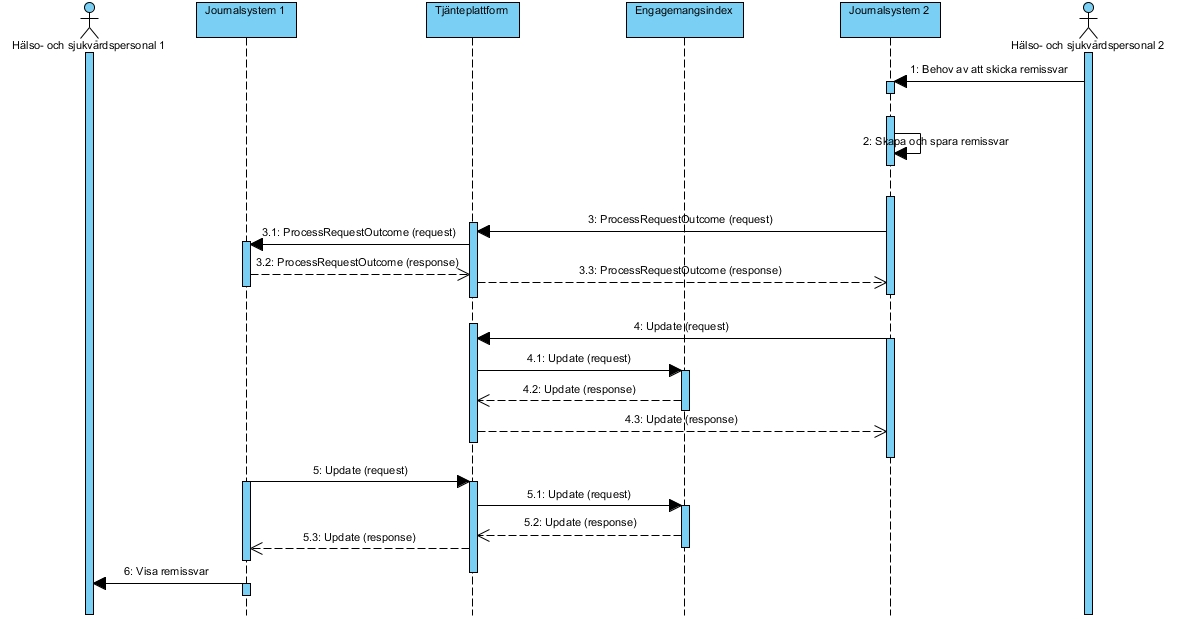 Journalsystem 1
Tjänteplattform
Engagemangsindex
Journalsystem 2
Hälso- och sjukvårdspersonal 1
Hälso- och sjukvårdspersonal 2
1: Behov av att skicka remissvar
2: Skapa och spara remissvar
3: ProcessRequestOutcome (request)
3.1: ProcessRequestOutcome (request)
3.2: ProcessRequestOutcome (response)
3.3: ProcessRequestOutcome (response)
4: Update (request)
4.1: Update (request)
4.2: Update (response)
4.3: Update (response)
5: Update (request)
5.1: Update (request)
5.2: Update (response)
5.3: Update (response)
6: Visa remissvar